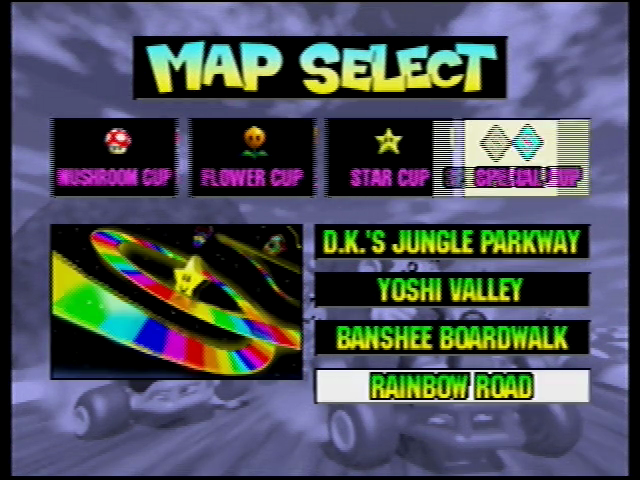 MAP SELECT
MUSHROOM CUP
FLOWER CUP
STAR CUP
SPECIAL CUP
D.K.'S JUNGLE PARKWAY
YOSHI VALLEY
BANSHEE BOARDWALK
RAINBOW ROAD